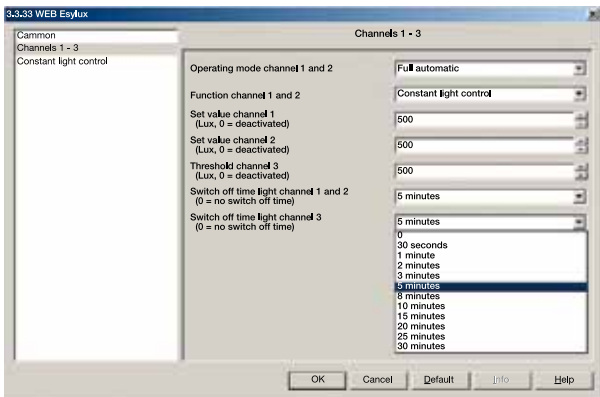 3.3.33 WEB Esylux
Cammon
Channels 1 - 3
Constant light control
Channels 1 - 3
Operating mode channel 1 and 2
Full automatic
Function channel 1 and 2
Constant light control
Set value channel 1
(Lux, 0 = deactivated)
500
Set value channel 2
(Lux, 0 = deactivated)
500
Threshold channel 3
(Lux, 0 = deactivated)
500
Switch off time light channel 1 and 2
(0 = no switch off time)
5 minutes
Switch off time light channel 3
(0 = no switch off time)
5 minutes
0
30 seconds
1 minute
2 minutes
3 minutes
5 minutes
8 minutes
10 minutes
15 minutes
20 minutes
25 minutes
30 minutes
OK Cancel Default Info Help